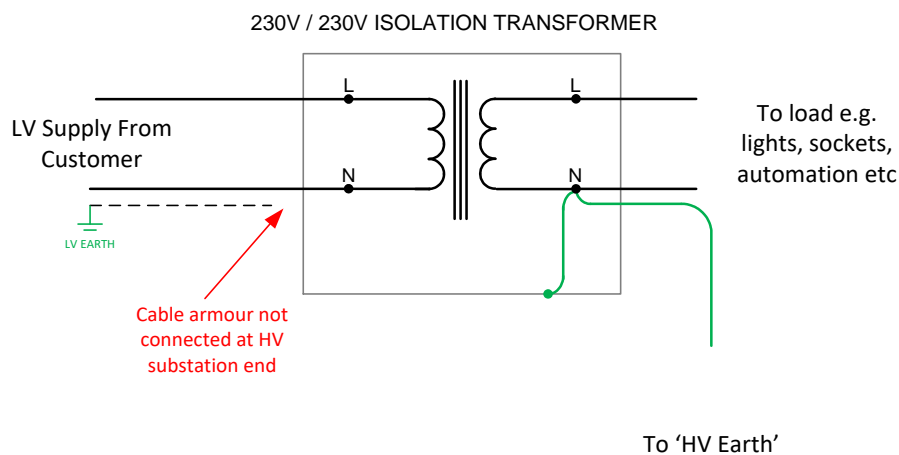 230V / 230V ISOLATION TRANSFORMER
L
L
LV Supply From
Customer
To load e.g.
lights, sockets,
automation etc
N
N
LV EARTH
Cable armour not
connected at HV
substation end
To ‘HV Earth’